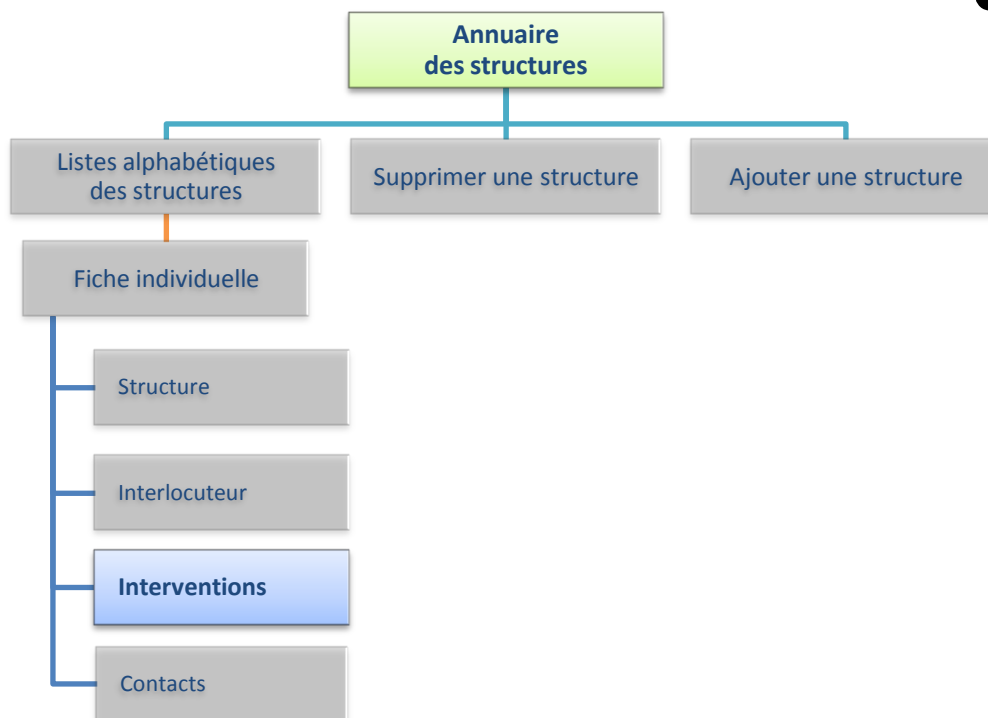 Annuaire
des structures
Listes alphabétiques
des structures
Supprimer une structure
Ajouter une structure
Fiche individuelle
Structure
Interlocuteur
Interventions
Contacts